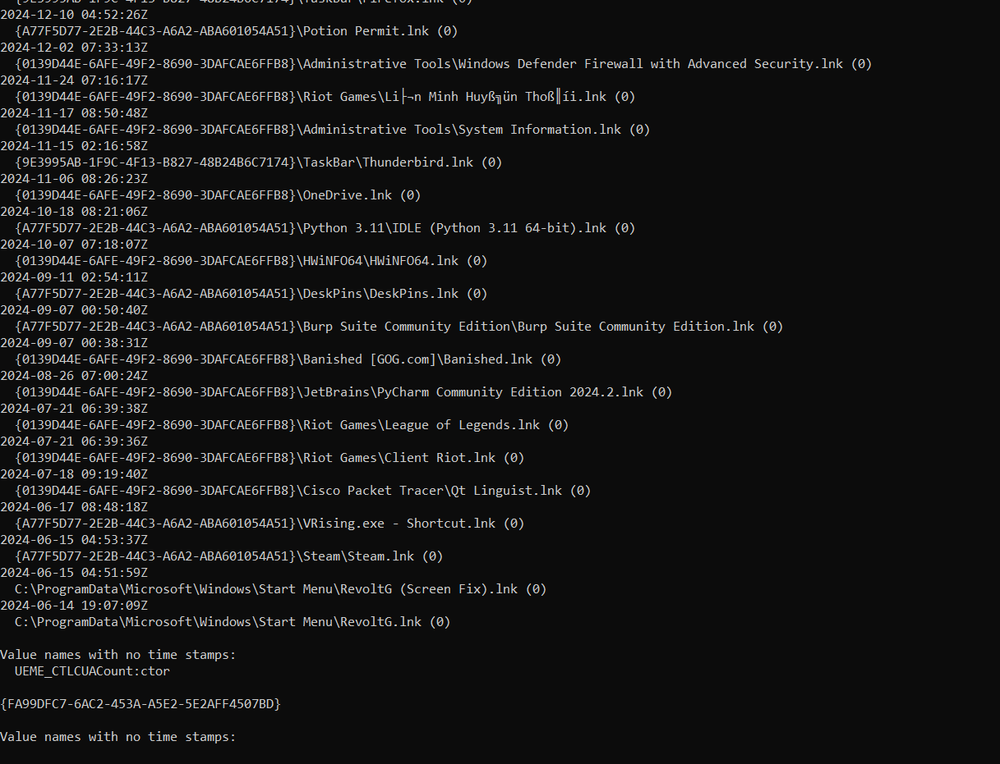 {9E3995AB-1F9C-4F13-B827-48B24B6C7174}\TaskBar\Firefox.lnk (0)
2024-12-10 04:52:26Z
{A77F5D77-2E2B-44C3-A6A2-ABA601054A51}\Potion Permit.lnk (0)
2024-12-02 07:33:13Z
{0139D44E-6AFE-49F2-8690-3DAFCAE6FFB8}\Administrative Tools\Windows Defender Firewall with Advanced Security.lnk (0)
2024-11-24 07:16:17Z
{0139D44E-6AFE-49F2-8690-3DAFCAE6FFB8}\Riot Games\Li├¬n Minh Huyß╗ün Thoß║íi.lnk (0)
2024-11-17 08:50:48Z
{0139D44E-6AFE-49F2-8690-3DAFCAE6FFB8}\Administrative Tools\System Information.lnk (0)
2024-11-15 02:16:58Z
{9E3995AB-1F9C-4F13-B827-48B24B6C7174}\TaskBar\Thunderbird.lnk (0)
2024-11-06 08:26:23Z
{0139D44E-6AFE-49F2-8690-3DAFCAE6FFB8}\OneDrive.lnk (0)
2024-10-18 08:21:06Z
{A77F5D77-2E2B-44C3-A6A2-ABA601054A51}\Python 3.11\IDLE (Python 3.11 64-bit).lnk (0)
2024-10-07 07:18:07Z
{0139D44E-6AFE-49F2-8690-3DAFCAE6FFB8}\HWiNFO64\HWiNFO64.lnk (0)
2024-09-11 02:54:11Z
{A77F5D77-2E2B-44C3-A6A2-ABA601054A51}\DeskPins\DeskPins.lnk (0)
2024-09-07 00:50:40Z
{A77F5D77-2E2B-44C3-A6A2-ABA601054A51}\Burp Suite Community Edition\Burp Suite Community Edition.lnk (0)
2024-09-07 00:38:31Z
{0139D44E-6AFE-49F2-8690-3DAFCAE6FFB8}\Banished [GOG.com]\Banished.lnk (0)
2024-08-26 07:00:24Z
{0139D44E-6AFE-49F2-8690-3DAFCAE6FFB8}\JetBrains\PyCharm Community Edition 2024.2.lnk (0)
2024-07-21 06:39:38Z
{0139D44E-6AFE-49F2-8690-3DAFCAE6FFB8}\Riot Games\League of Legends.lnk (0)
2024-07-21 06:39:36Z
{0139D44E-6AFE-49F2-8690-3DAFCAE6FFB8}\Riot Games\Client Riot.lnk (0)
2024-07-18 09:19:40Z
{0139D44E-6AFE-49F2-8690-3DAFCAE6FFB8}\Cisco Packet Tracer\Qt Linguist.lnk (0)
2024-06-17 08:48:18Z
{A77F5D77-2E2B-44C3-A6A2-ABA601054A51}\VRising.exe - Shortcut.lnk (0)
2024-06-15 04:53:37Z
{A77F5D77-2E2B-44C3-A6A2-ABA601054A51}\Steam\Steam.lnk (0)
2024-06-15 04:51:59Z
C:\ProgramData\Microsoft\Windows\Start Menu\RevoltG (Screen Fix).lnk (0)
2024-06-14 19:07:09Z
C:\ProgramData\Microsoft\Windows\Start Menu\RevoltG.lnk (0)
Value names with no time stamps:
UEME_CTLCUACount:ctor
{FA99DFC7-6AC2-453A-A5E2-5E2AFF4507BD}
Value names with no time stamps: